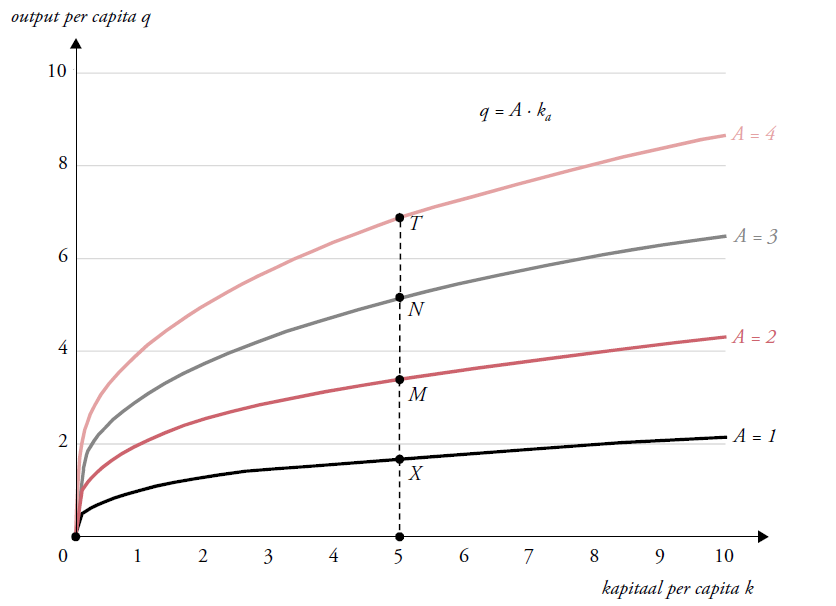 output per capita q
10
q = A · kₐ
A = 4
8
T
6
A = 3
N
4
A = 2
M
2
A = 1
X
0 1 2 3 4 5 6 7 8 9 10
kapitaal per capita k